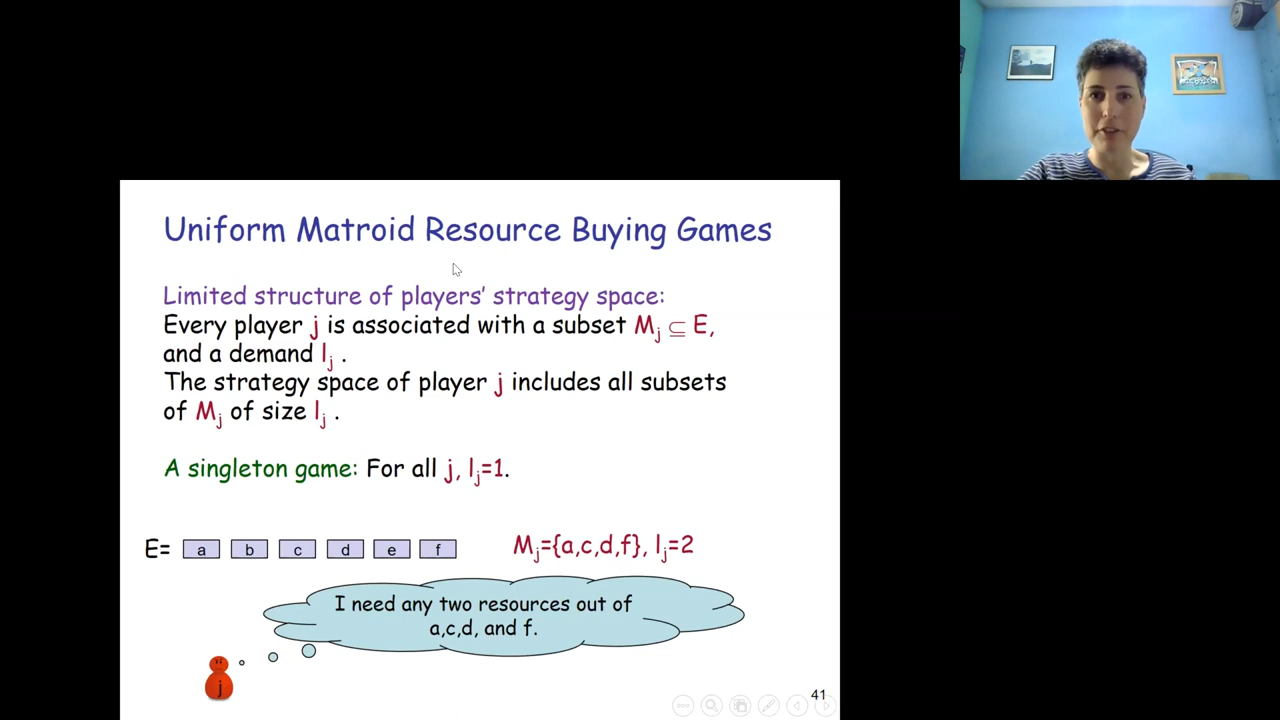 Uniform Matroid Resource Buying Games
Limited structure of players' strategy space:
Every player j is associated with a subset Mj ⊆ E,
and a demand lj .
The strategy space of player j includes all subsets
of Mj of size lj .
A singleton game: For all j, lj=1.
E= a b c d e f
Mj={a,c,d,f}, lj=2
I need any two resources out of
a,c,d, and f.
j
41